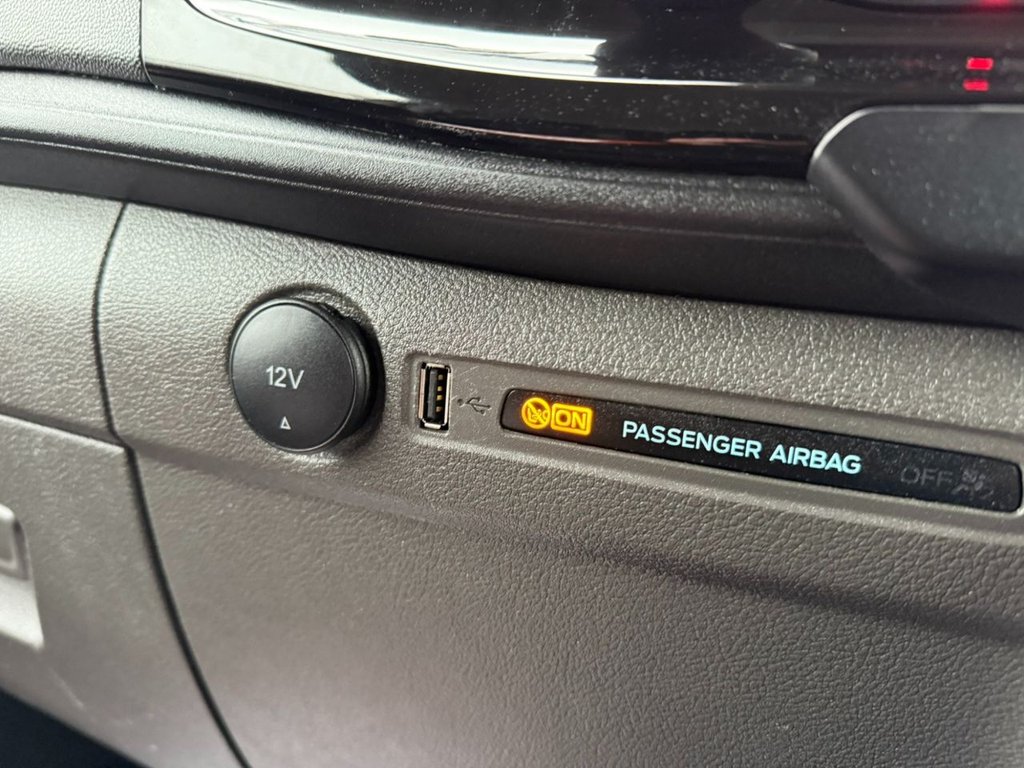 12V
ON PASSENGER AIRBAG OFF